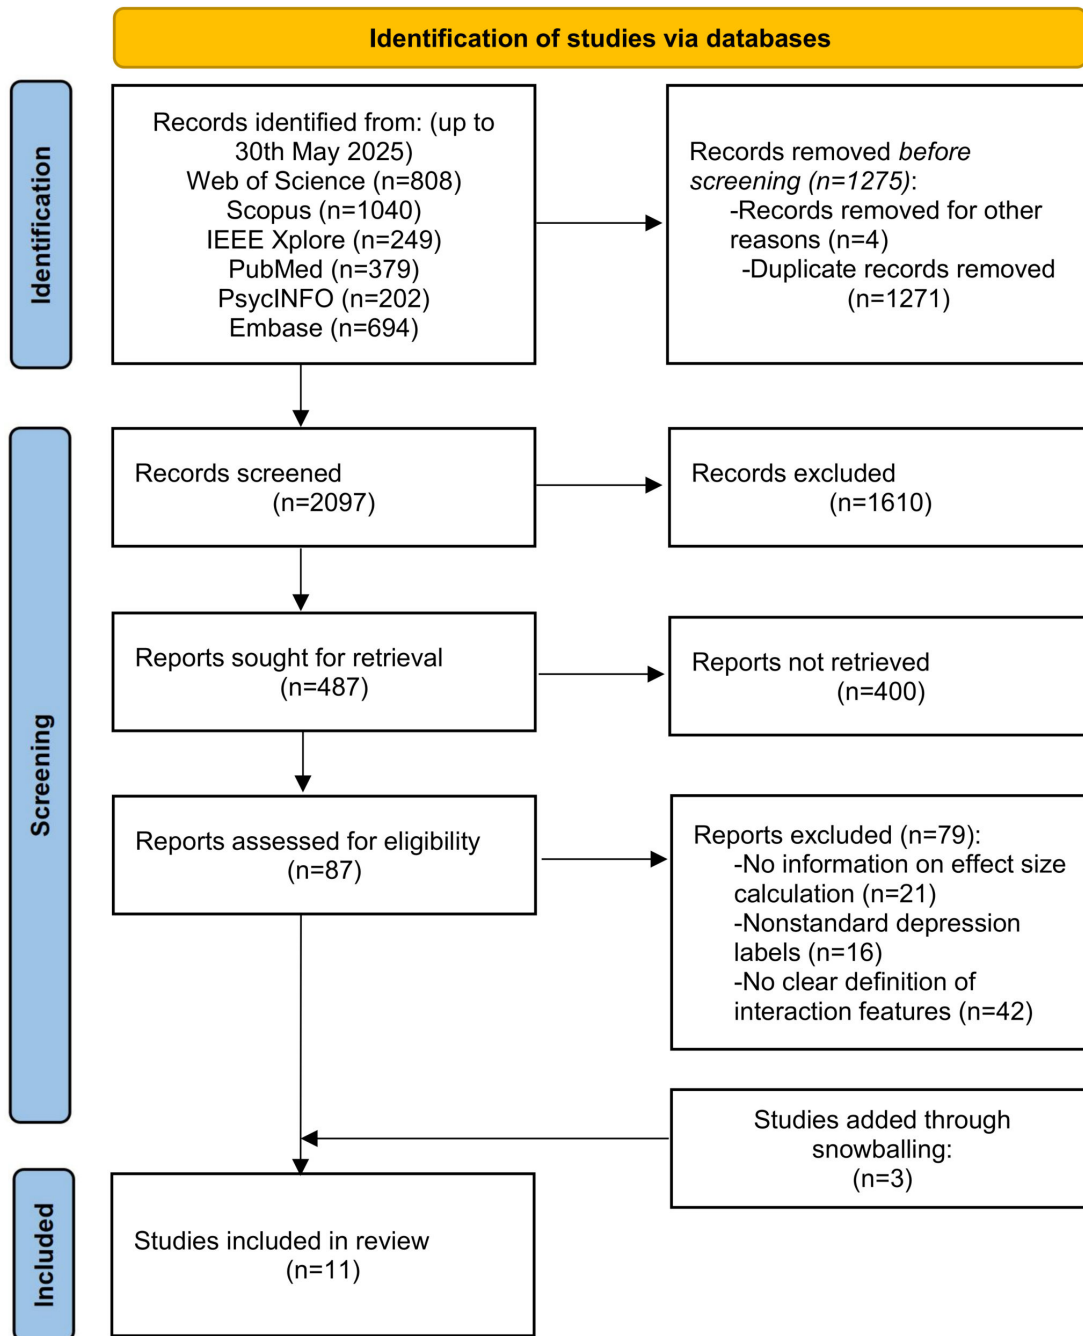 Identification of studies via databases
Identification
Records identified from: (up to
30th May 2025)
Web of Science (n=808)
Scopus (n=1040)
IEEE Xplore (n=249)
PubMed (n=379)
PsycINFO (n=202)
Embase (n=694)
Records removed before
screening (n=1275):
-Records removed for other
reasons (n=4)
-Duplicate records removed
(n=1271)
Screening
Records screened
(n=2097)
Records excluded
(n=1610)
Reports sought for retrieval
(n=487)
Reports not retrieved
(n=400)
Reports assessed for eligibility
(n=87)
Reports excluded (n=79):
-No information on effect size
calculation (n=21)
-Nonstandard depression
labels (n=16)
-No clear definition of
interaction features (n=42)
Studies added through
snowballing:
(n=3)
Included
Studies included in review
(n=11)